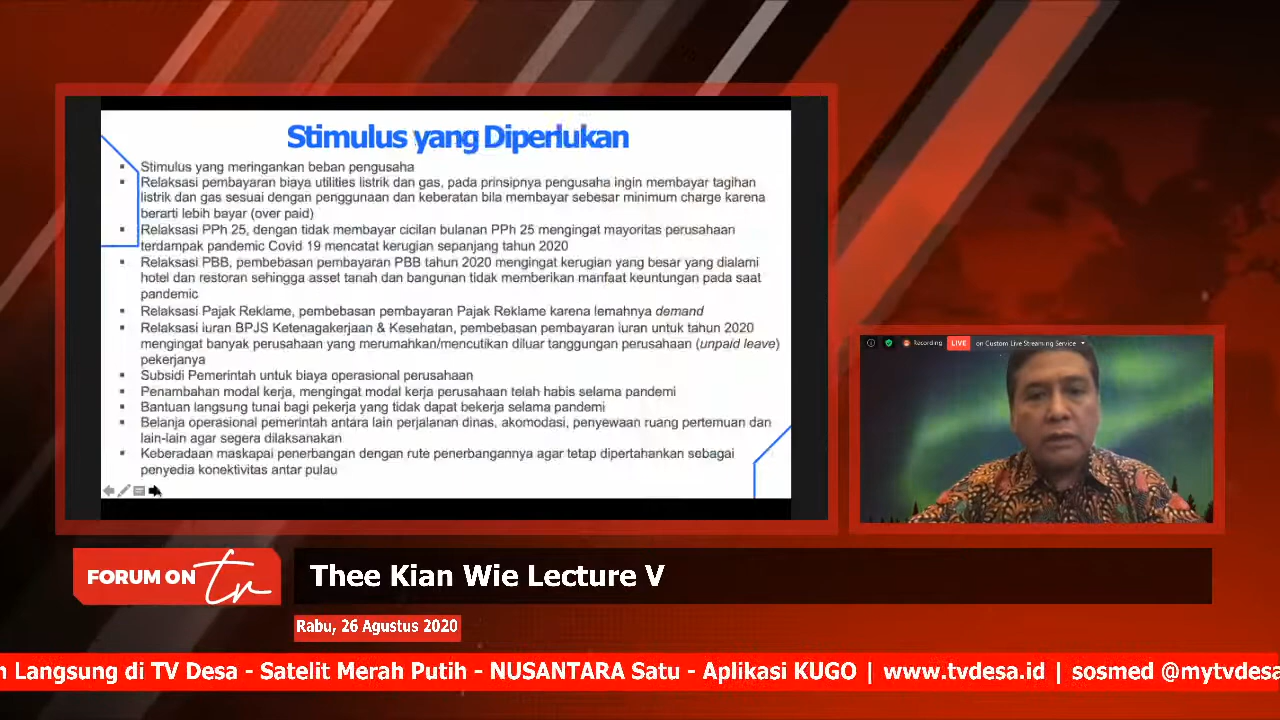 Stimulus yang Diperlukan
Stimulus yang meringankan beban pengusaha
Relaksasi pembayaran biaya utilities listrik dan gas, pada prinsipnya pengusaha ingin membayar tagihan
listrik dan gas sesuai dengan penggunaan dan keberatan bila membayar sebesar minimum charge karena
berarti lebih bayar (over paid)
Relaksasi PPh 25, dengan tidak membayar cicilan bulanan PPh 25 mengingat mayoritas perusahaan
terdampak pandemic Covid 19 mencatat kerugian sepanjang tahun 2020
Relaksasi PBB, pembebasan pembayaran PBB tahun 2020 mengingat kerugian yang besar yang dialami
hotel dan restoran sehingga asset tanah dan bangunan tidak memberikan manfaat keuntungan pada saat
pandemic
Relaksasi Pajak Reklame, pembebasan pembayaran Pajak Reklame karena lemahnya demand
Relaksasi iuran BPJS Ketenagakerjaan & Kesehatan, pembebasan pembayaran iuran untuk tahun 2020
mengingat banyak perusahaan yang merumahkan/mencutikan diluar tanggungan perusahaan (unpaid leave)
pekerjanya
Subsidi Pemerintah untuk biaya operasional perusahaan
Penambahan modal kerja, mengingat modal kerja perusahaan telah habis selama pandemi
Bantuan langsung tunai bagi pekerja yang tidak dapat bekerja selama pandemi
Belanja operasional pemerintah antara lain perjalanan dinas, akomodasi, penyewaan ruang pertemuan dan
lain-lain agar segera dilaksanakan
Keberadaan maskapai penerbangan dengan rute penerbangannya agar tetap dipertahankan sebagai
penyedia konektivitas antar pulau
Recording LIVE on Custom Live Streaming Service
FORUM ON tv
Thee Kian Wie Lecture V
Rabu, 26 Agustus 2020
n Langsung di TV Desa - Satelit Merah Putih - NUSANTARA Satu - Aplikasi KUGO | www.tvdesa.id | sosmed @mytvdesa